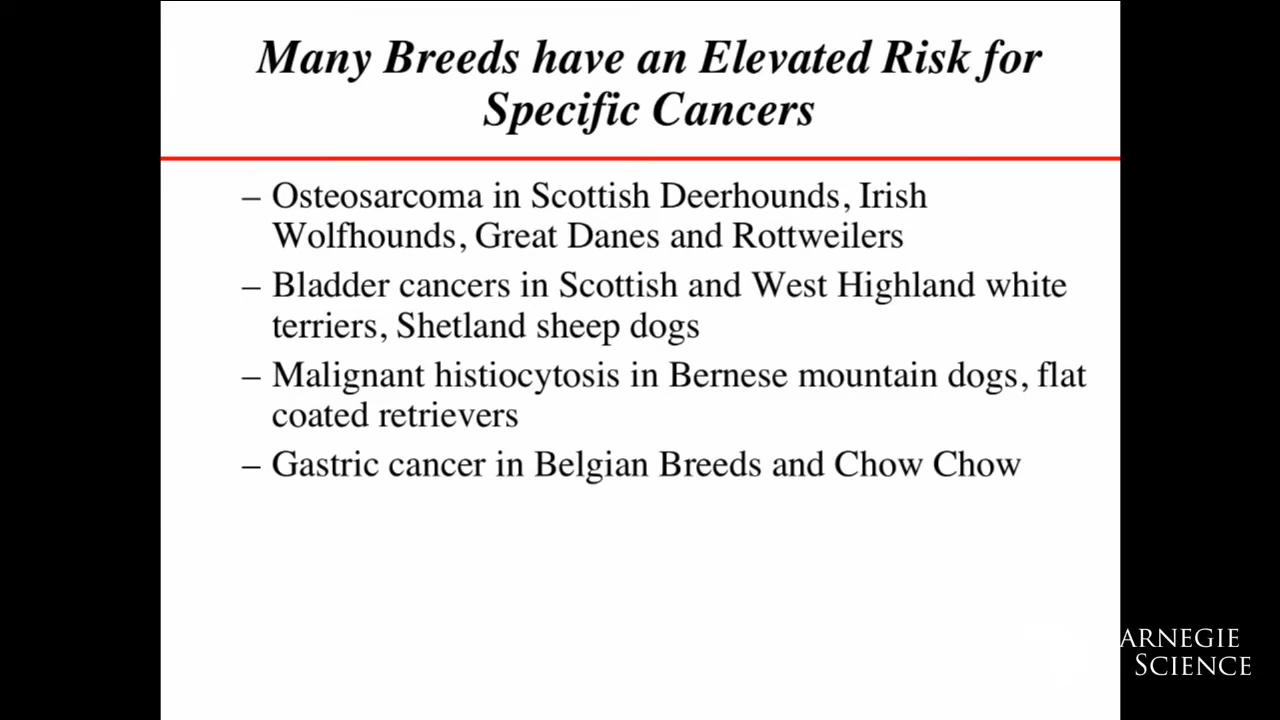 Many Breeds have an Elevated Risk for
Specific Cancers
– Osteosarcoma in Scottish Deerhounds, Irish
Wolfhounds, Great Danes and Rottweilers
– Bladder cancers in Scottish and West Highland white
terriers, Shetland sheep dogs
– Malignant histiocytosis in Bernese mountain dogs, flat
coated retrievers
– Gastric cancer in Belgian Breeds and Chow Chow
ARNEGIE
SCIENCE